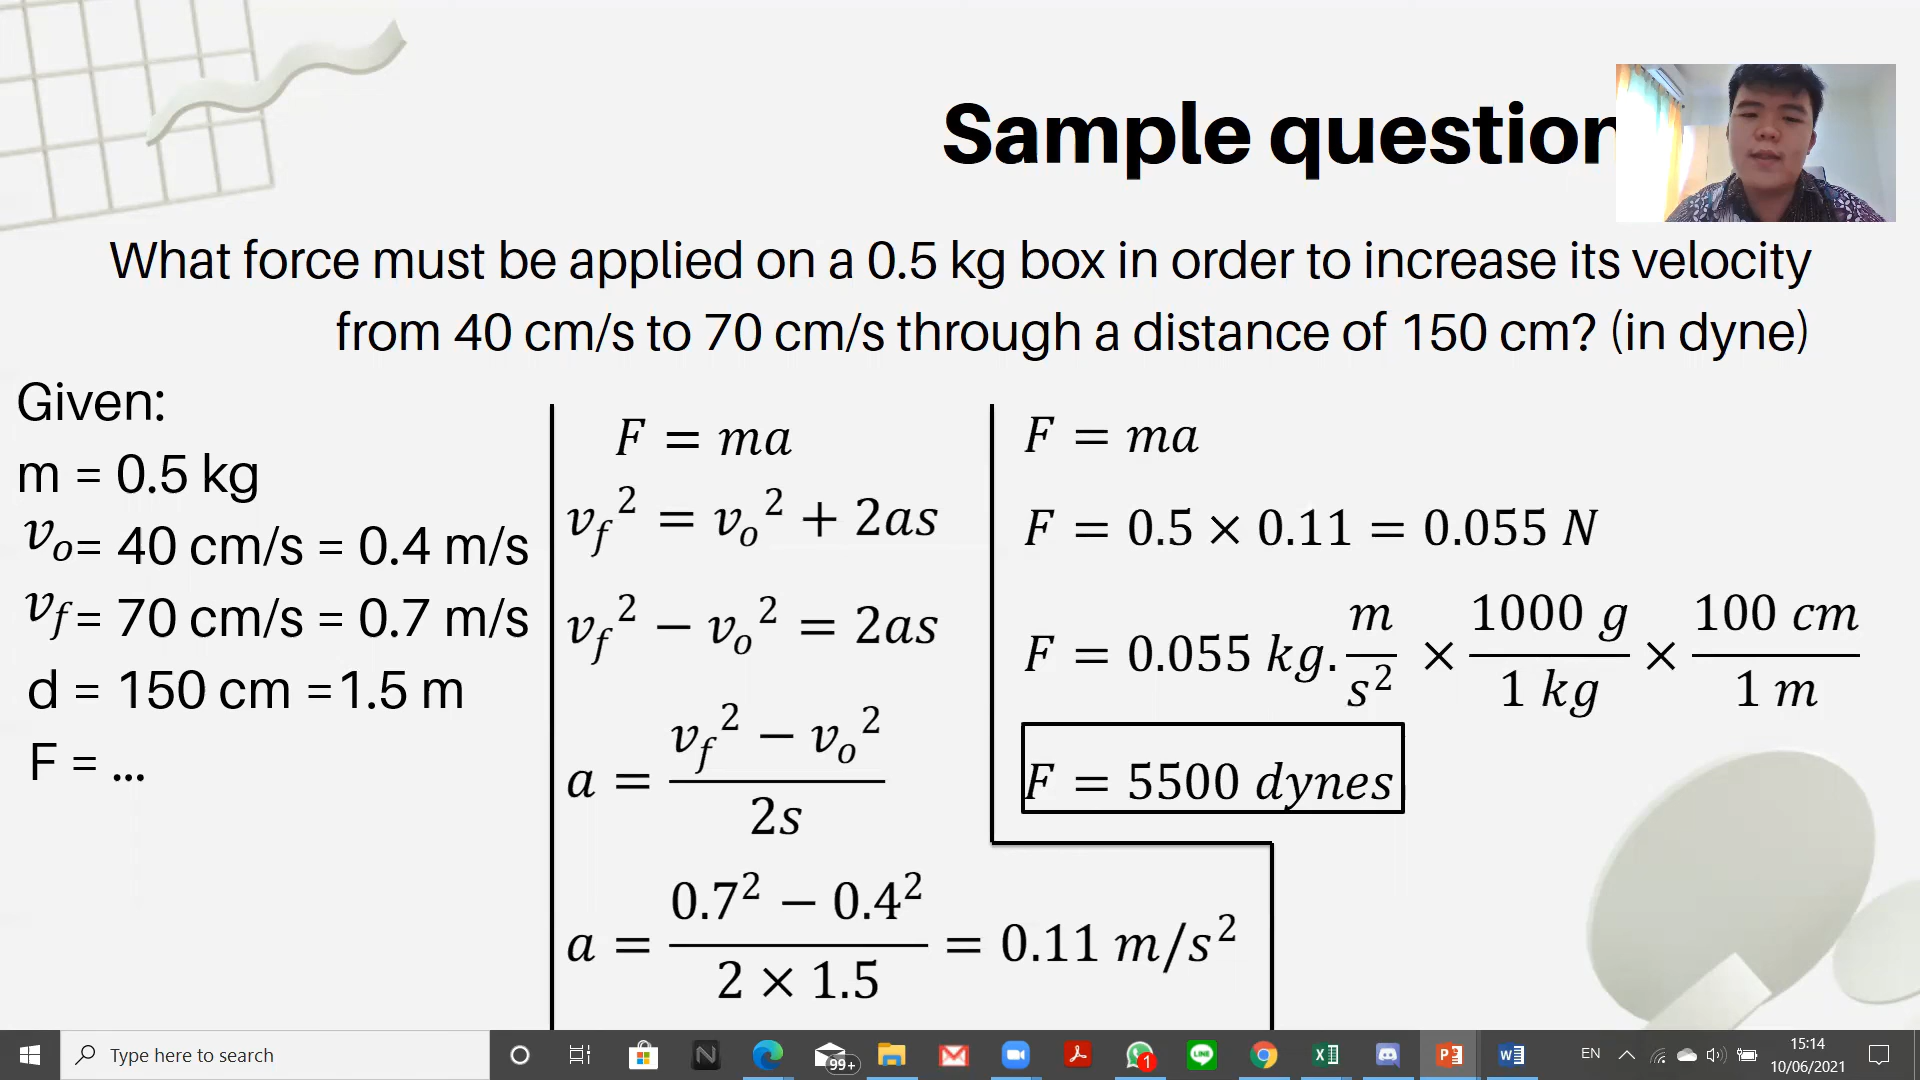 Sample question
What force must be applied on a 0.5 kg box in order to increase its velocity
from 40 cm/s to 70 cm/s through a distance of 150 cm? (in dyne)
Given:
m = 0.5 kg
v₀= 40 cm/s = 0.4 m/s
v_f= 70 cm/s = 0.7 m/s
d = 150 cm =1.5 m
F = ...
F = ma
v_f² = v₀² + 2as
v_f² − v₀² = 2as
a = (v_f² − v₀²)/2s
a = (0.7² − 0.4²)/(2 × 1.5) = 0.11 m/s²
F = ma
F = 0.5 × 0.11 = 0.055 N
F = 0.055 kg. m/s² × 1000 g/1 kg × 100 cm/1 m
F = 5500 dynes
Type here to search
99+
1
EN
15:14
10/06/2021